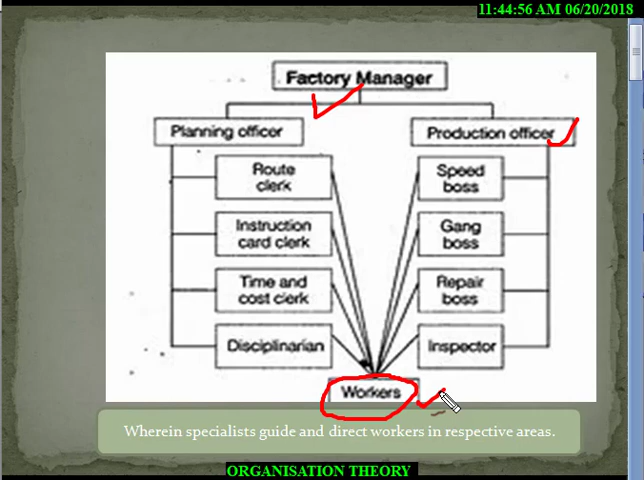 11:44:56 AM 06/20/2018
Factory Manager
Planning officer
Production officer
Route
clerk
Speed
boss
Instruction
card clerk
Gang
boss
Time and
cost clerk
Repair
boss
Disciplinarian
Inspector
Workers
Wherein specialists guide and direct workers in respective areas.
ORGANISATION THEORY